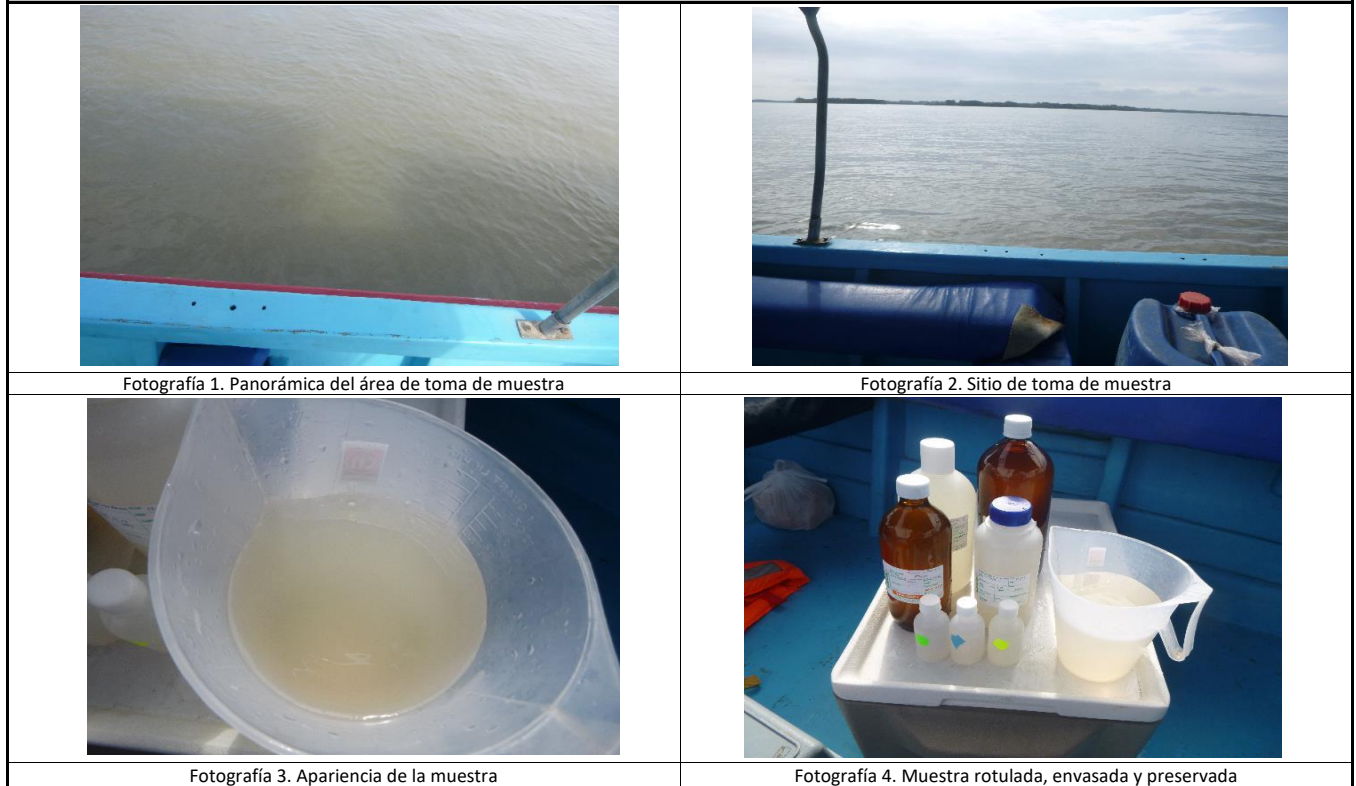 Fotografía 1. Panorámica del área de toma de muestra
Fotografía 2. Sitio de toma de muestra
Fotografía 3. Apariencia de la muestra
Fotografía 4. Muestra rotulada, envasada y preservada